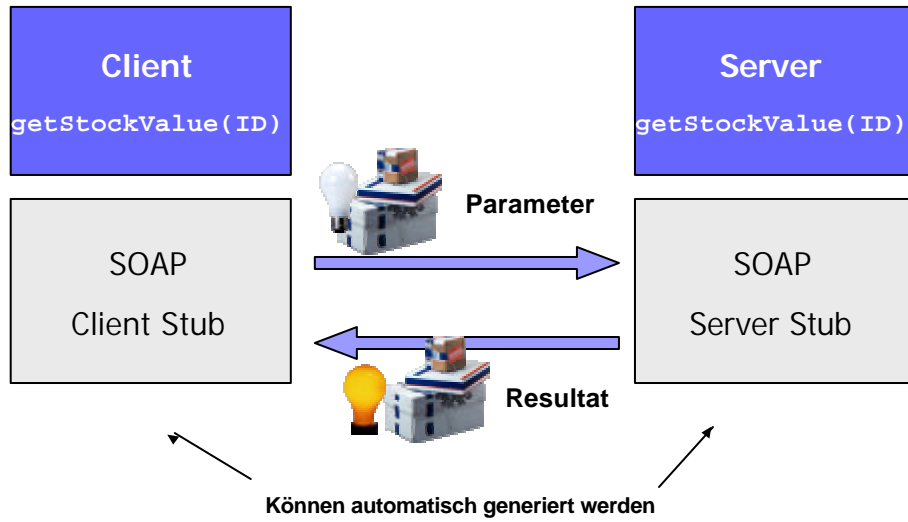 Client
getStockValue(ID)
Server
getStockValue(ID)
Parameter
SOAP
Client Stub
SOAP
Server Stub
Resultat
Können automatisch generiert werden